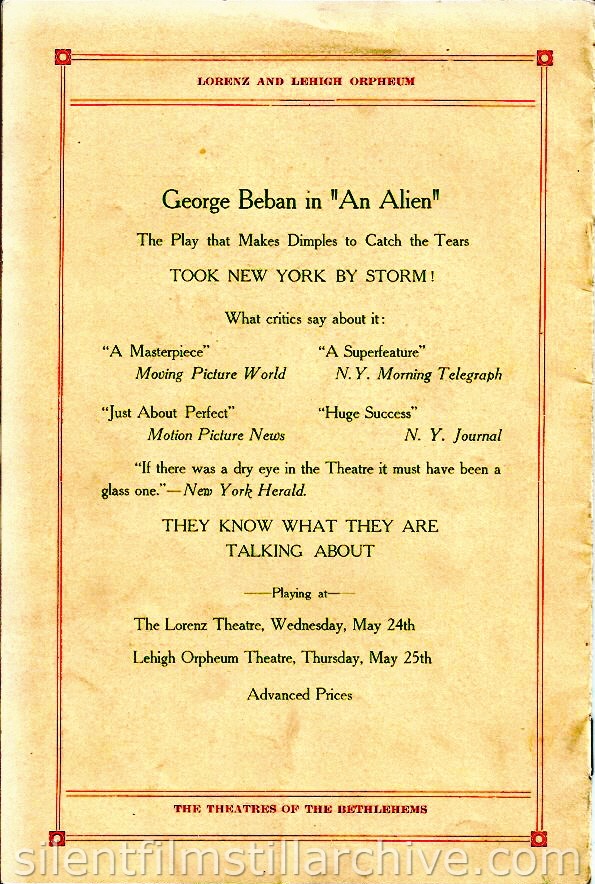 LORENZ AND LEHIGH ORPHEUM
George Beban in "An Alien"
The Play that Makes Dimples to Catch the Tears
TOOK NEW YORK BY STORM!
What critics say about it:
"A Masterpiece" "A Superfeature"
Moving Picture World N. Y. Morning Telegraph
"Just About Perfect" "Huge Success"
Motion Picture News N. Y. Journal
"If there was a dry eye in the Theatre it must have been a
glass one."—New York Herald.
THEY KNOW WHAT THEY ARE
TALKING ABOUT
—Playing at—
The Lorenz Theatre, Wednesday, May 24th
Lehigh Orpheum Theatre, Thursday, May 25th
Advanced Prices
THE THEATRES OF THE BETHLEHEMS
silentfilmstillarchive.com